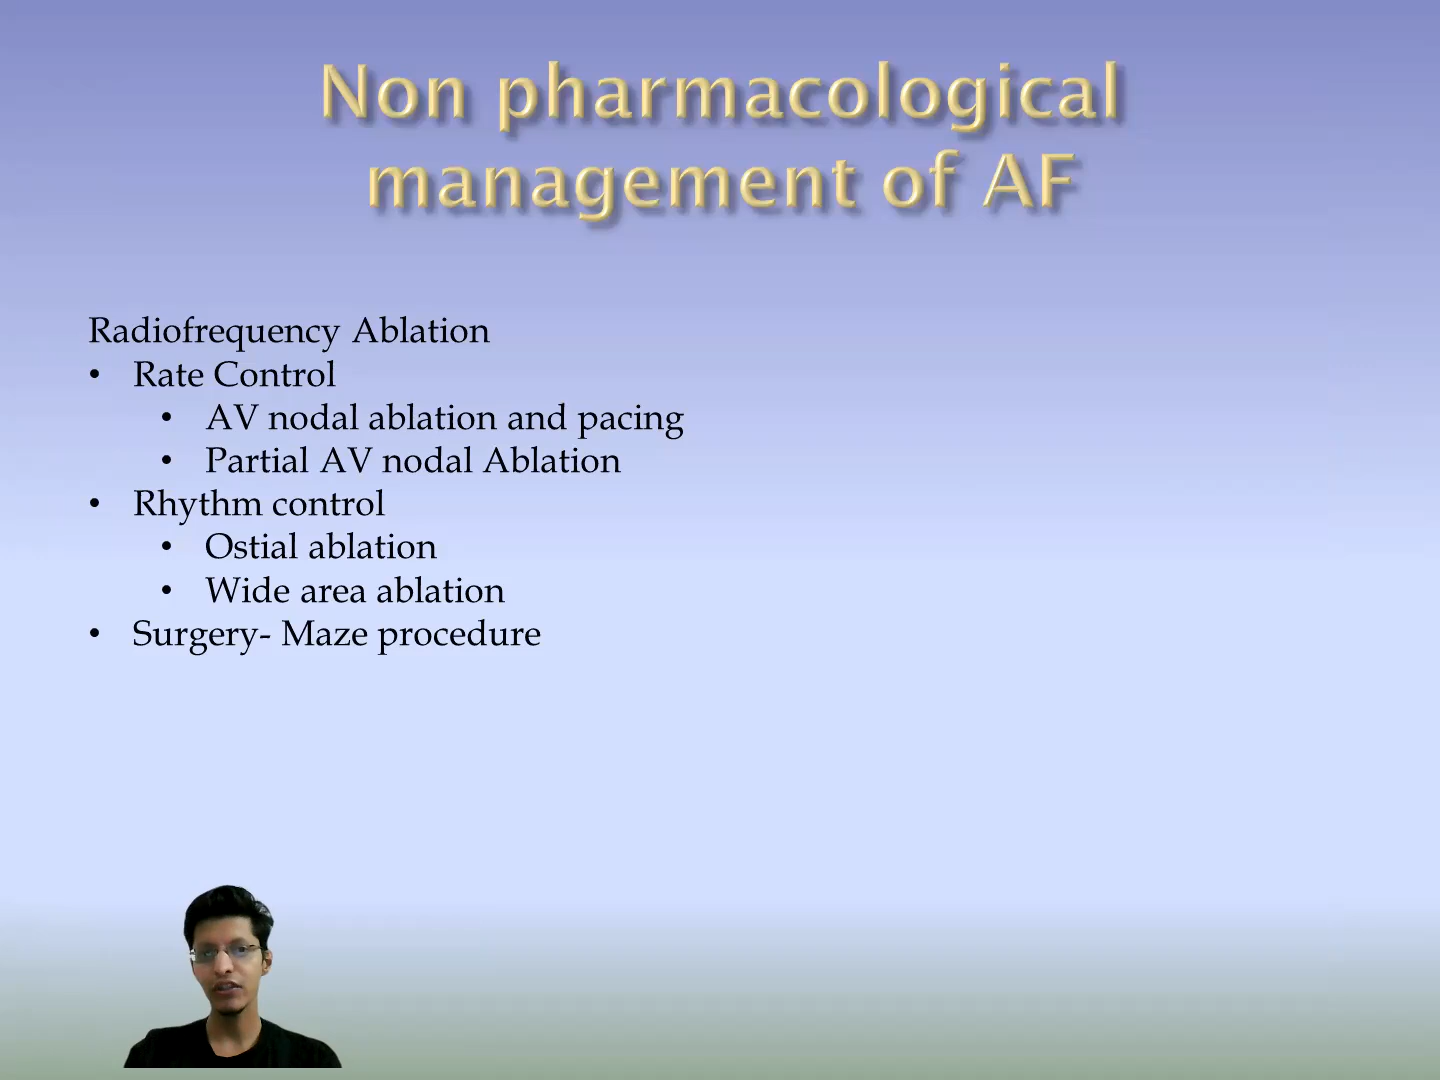 Non pharmacological
management of AF
Radiofrequency Ablation
• Rate Control
• AV nodal ablation and pacing
• Partial AV nodal Ablation
• Rhythm control
• Ostial ablation
• Wide area ablation
• Surgery- Maze procedure